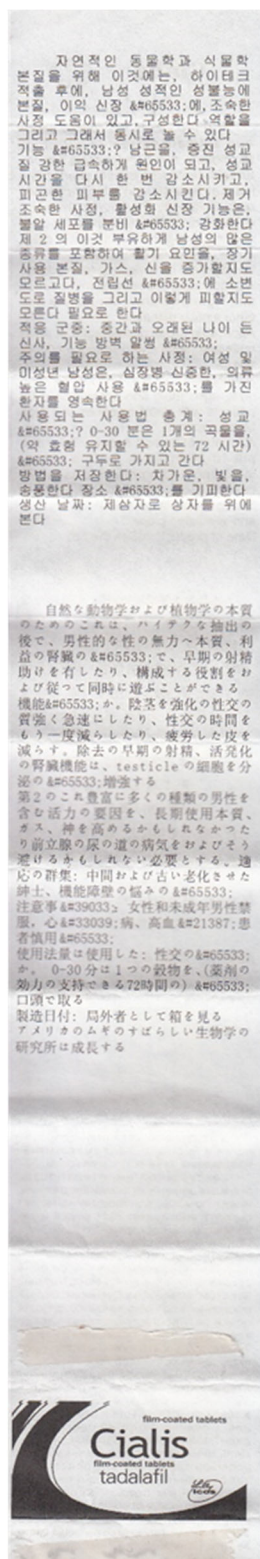 자연적인 동물학과 식물학
본질을 위해 이것에는, 하이테크
적출 후에, 남성 성적인 성불능에
본질, 이익 신장 &#65533;에,조숙한
사정 도움이 있고,구성한다 역할을
그리고 그래서 동시로 놀 수 있다
기능 &#65533;? 남근을, 증진 성교
질 강한 급속하게 원인이 되고, 성교
시간을 다시 한 번 감소시키고,
피곤한 피부를 감소시킨다.제거
조숙한 사정, 활성화 신장 기능은,
불알 세포를 분비 &#65533; 강화한다
제 2 의 이것 부유하게 남성의 많은
종류를 포함하여 활기 요인을, 장기
사용 본질, 가스, 신을 증가할지도
모르고다, 전립선 &#65533;에 소변
도로 질병을 그리고 이렇게 피할지도
모른다 필요로 한다
적응 군중: 중간과 오래된 나이 든
신사, 기능 방벽 말썽 &#65533;
주의를 필요로 하는 사정: 여성 및
미성년 남성은, 심장병 신중한, 의류
높은 혈압 사용 &#65533;를 가진
환자를 영속한다
사용되는 사용법 총계: 성교
&#65533;? 0-30 분은 1개의 곡물을,
(약 효험 유지할 수 있는 72 시간)
&#65533; 구두로 가지고 간다
방법을 저장한다: 차가운, 빛을,
송풍한다 장소 &#65533;를 기피한다
생산 날짜: 제삼자로 상자를 위에
본다
自然な動物学および植物学の本質
のためのこれは、ハイテクな抽出の
後で、男性的な性の無力へ本質、利
益の腎臓の&#65533;で、早期の射精
助けを有したり、構成する役割をお
よび従って同時に遊ぶことができる
機能&#65533;か。陰茎を強化の性交の
質強く急速にしたり、性交の時間を
もう一度減らしたり、疲労した皮を
減らす。除去の早期の射精、活発化
の腎臓機能は、testicleの細胞を分
泌の&#65533;増強する
第2のこれ豊富に多くの種類の男性を
含む活力の要因を、長期使用本質、
ガス、神を高めるかもしれなかつた
り前立腺の尿の道の病気をおよびそう
避けるかもしれない必要とする、適
応の群集: 中間および古い老化させた
紳士、機能障壁の悩みの&#65533;
注意事&#39033;: 女性和未成年男性禁
服。心&#33039;病、高血&#21387;患
者慎用&#65533;
使用法量は使用した: 性交の&#65533;
か。 0-30分は1つの穀物を、(薬剤の
効力の支持できる72時間の) &#65533;
口頭で取る
製造日付: 局外者として箱を見る
アメリカのムギのすばらしい生物学の
研究所は成長する
film-coated tablets
Cialis
film-coated tablets
tadalafil